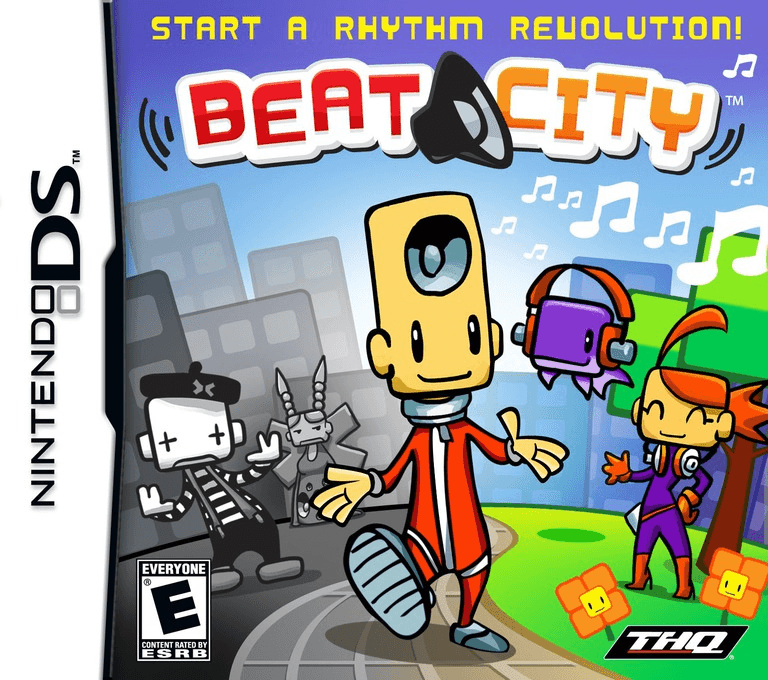 START A RHYTHM REVOLUTION!
BEAT CITY™
NINTENDO DS™
EVERYONE
E®
CONTENT RATED BY
ESRB
THQ®